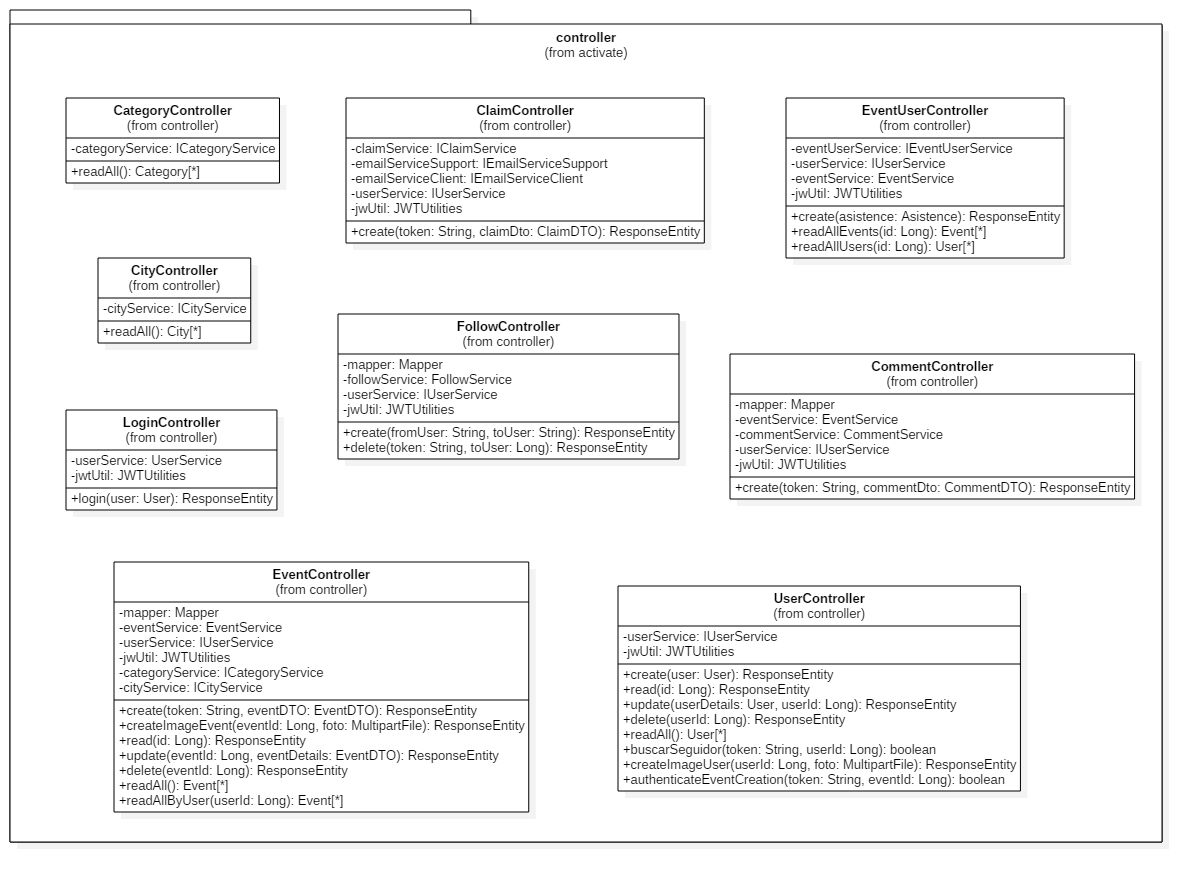 controller
(from activate)
CategoryController
(from controller)
-categoryService: ICategoryService
+readAll(): Category[*]
ClaimController
(from controller)
-claimService: IClaimService
-emailServiceSupport: IEmailServiceSupport
-emailServiceClient: IEmailServiceClient
-userService: IUserService
-jwUtil: JWTUtilities
+create(token: String, claimDto: ClaimDTO): ResponseEntity
EventUserController
(from controller)
-eventUserService: IEventUserService
-userService: IUserService
-eventService: EventService
-jwUtil: JWTUtilities
+create(asistence: Asistence): ResponseEntity
+readAllEvents(id: Long): Event[*]
+readAllUsers(id: Long): User[*]
CityController
(from controller)
-cityService: ICityService
+readAll(): City[*]
FollowController
(from controller)
-mapper: Mapper
-followService: FollowService
-userService: IUserService
-jwUtil: JWTUtilities
+create(fromUser: String, toUser: String): ResponseEntity
+delete(token: String, toUser: Long): ResponseEntity
CommentController
(from controller)
-mapper: Mapper
-eventService: EventService
-commentService: CommentService
-userService: IUserService
-jwUtil: JWTUtilities
+create(token: String, commentDto: CommentDTO): ResponseEntity
LoginController
(from controller)
-userService: UserService
-jwtUtil: JWTUtilities
+login(user: User): ResponseEntity
EventController
(from controller)
-mapper: Mapper
-eventService: EventService
-userService: IUserService
-jwUtil: JWTUtilities
-categoryService: ICategoryService
-cityService: ICityService
+create(token: String, eventDTO: EventDTO): ResponseEntity
+createImageEvent(eventId: Long, foto: MultipartFile): ResponseEntity
+read(id: Long): ResponseEntity
+update(eventId: Long, eventDetails: EventDTO): ResponseEntity
+delete(eventId: Long): ResponseEntity
+readAll(): Event[*]
+readAllByUser(userId: Long): Event[*]
UserController
(from controller)
-userService: IUserService
-jwUtil: JWTUtilities
+create(user: User): ResponseEntity
+read(id: Long): ResponseEntity
+update(userDetails: User, userId: Long): ResponseEntity
+delete(userId: Long): ResponseEntity
+readAll(): User[*]
+buscarSeguidor(token: String, userId: Long): boolean
+createImageUser(userId: Long, foto: MultipartFile): ResponseEntity
+authenticateEventCreation(token: String, eventId: Long): boolean